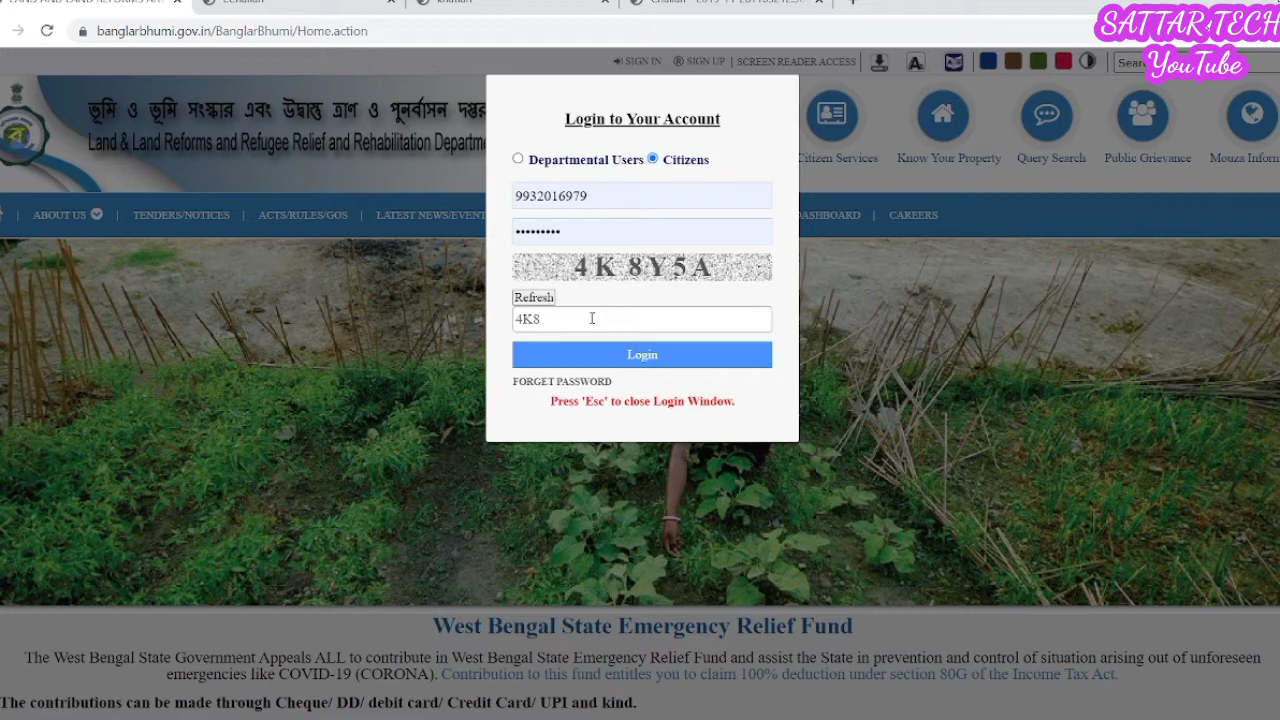 banglarbhumi.gov.in/BanglarBhumi/Home.action
SATTAR TECH
YouTube
SIGN IN SIGN UP | SCREEN READER ACCESS
ভূমি ও ভূমি সংস্কার এবং উদ্বাস্তু ত্রাণ ও পুনর্বাসন দপ্তর
Land & Land Reforms and Refugee Relief and Rehabilitation
Citizen Services Know Your Property Query Search Public Grievance Mouza
ABOUT US | TENDERS/NOTICES | ACTS/RULES/GOS | LATEST DASHBOARD | CAREERS
Login to Your Account
Departmental Users Citizens
9932016979
•••••••••
4K 8Y5A
Refresh
4K8
Login
FORGET PASSWORD
Press 'Esc' to close Login Window.
West Bengal State Emergency Relief Fund
The West Bengal State Government Appeals ALL to contribute in West Bengal State Emergency Relief Fund and assist the State in prevention and control of situation arising out of unforeseen
emergencies like COVID-19 (CORONA). Contribution to this fund entitles you to claim 100% deduction under section 80G of the Income Tax Act.
The contributions can be made through Cheque/ DD/ debit card/ Credit Card/ UPI and kind.